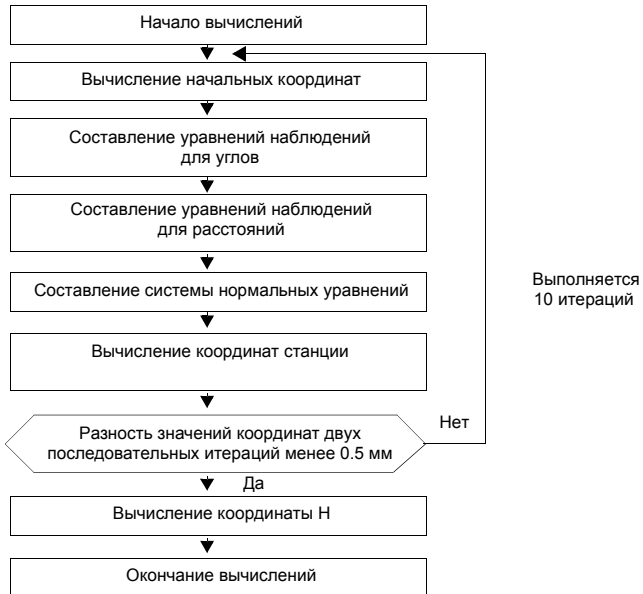 Начало вычислений
Вычисление начальных координат
Составление уравнений наблюдений
для углов
Составление уравнений наблюдений
для расстояний
Составление системы нормальных уравнений
Вычисление координат станции
Разность значений координат двух
последовательных итераций менее 0.5 мм
Нет
Выполняется
10 итераций
Да
Вычисление координаты H
Окончание вычислений